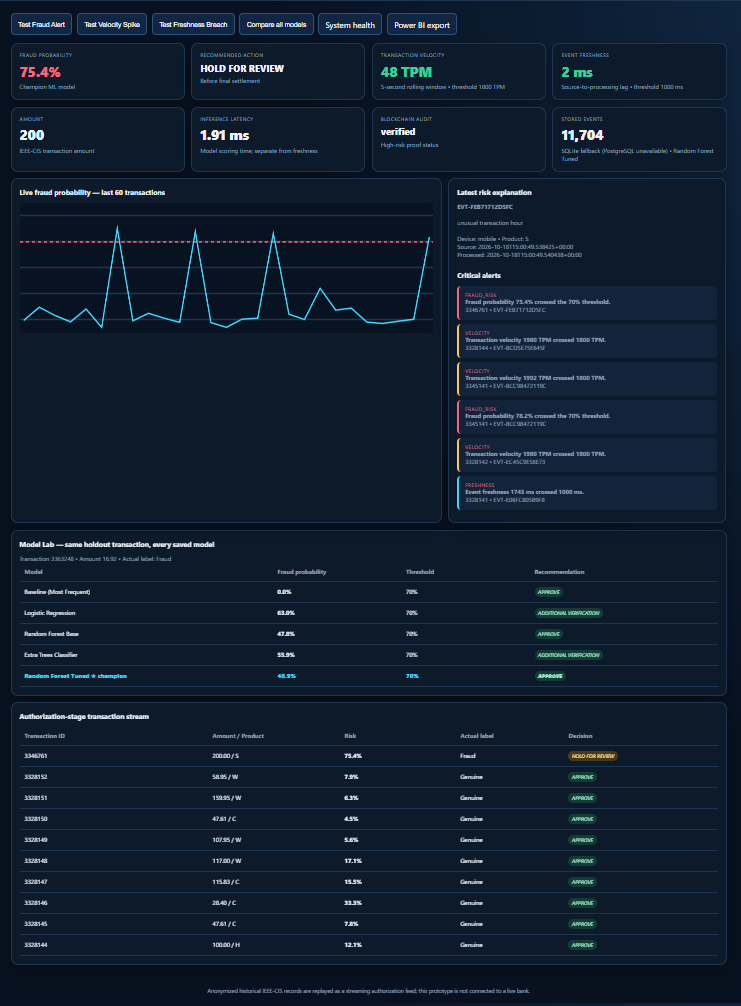 Test Fraud Alert Test Velocity Spike Test Freshness Breach Compare all models System health Power BI export
FRAUD PROBABILITY
75.4%
Champion ML model
RECOMMENDED ACTION
HOLD FOR REVIEW
Before final settlement
TRANSACTION VELOCITY
48 TPM
5-second rolling window • threshold 1800 TPM
EVENT FRESHNESS
2 ms
Source-to-processing lag • threshold 1000 ms
AMOUNT
200
IEEE-CIS transaction amount
INFERENCE LATENCY
1.91 ms
Model scoring time; separate from freshness
BLOCKCHAIN AUDIT
verified
High-risk proof status
STORED EVENTS
11,704
SQLite fallback (PostgreSQL unavailable) • Random Forest
Tuned
Live fraud probability — last 60 transactions
Latest risk explanation
EVT-FEB71712D5FC
unusual transaction hour
Device: mobile • Product: S
Source: 2026-10-18T15:00:49.538425+00:00
Processed: 2026-10-18T15:00:49.540438+00:00
Critical alerts
FRAUD_RISK
Fraud probability 75.4% crossed the 70% threshold.
3346761 • EVT-FEB71712D5FC
VELOCITY
Transaction velocity 1980 TPM crossed 1800 TPM.
3328144 • EVT-BCD5E75E645F
VELOCITY
Transaction velocity 1992 TPM crossed 1800 TPM.
3345141 • EVT-BCC98472119C
FRAUD_RISK
Fraud probability 78.2% crossed the 70% threshold.
3345141 • EVT-BCC98472119C
VELOCITY
Transaction velocity 1980 TPM crossed 1800 TPM.
3328142 • EVT-EC45C9E58E73
FRESHNESS
Event freshness 1743 ms crossed 1000 ms.
3328141 • EVT-E06FC80589F8
Model Lab — same holdout transaction, every saved model
Transaction 3363248 • Amount 16.92 • Actual label: Fraud
Model Fraud probability Threshold Recommendation
Baseline (Most Frequent) 0.0% 70% APPROVE
Logistic Regression 63.0% 70% ADDITIONAL VERIFICATION
Random Forest Base 47.8% 70% APPROVE
Extra Trees Classifier 55.9% 70% ADDITIONAL VERIFICATION
Random Forest Tuned ★ champion 40.9% 70% APPROVE
Authorization-stage transaction stream
Transaction ID Amount / Product Risk Actual label Decision
3346761 200.00 / S 75.4% Fraud HOLD FOR REVIEW
3328152 58.95 / W 7.9% Genuine APPROVE
3328151 159.95 / W 6.3% Genuine APPROVE
3328150 47.61 / C 4.5% Genuine APPROVE
3328149 107.95 / W 5.6% Genuine APPROVE
3328148 117.00 / W 17.1% Genuine APPROVE
3328147 115.83 / C 15.5% Genuine APPROVE
3328146 28.40 / C 33.3% Genuine APPROVE
3328145 47.61 / C 7.8% Genuine APPROVE
3328144 100.00 / H 12.1% Genuine APPROVE
Anonymized historical IEEE-CIS records are replayed as a streaming authorization feed; this prototype is not connected to a live bank.